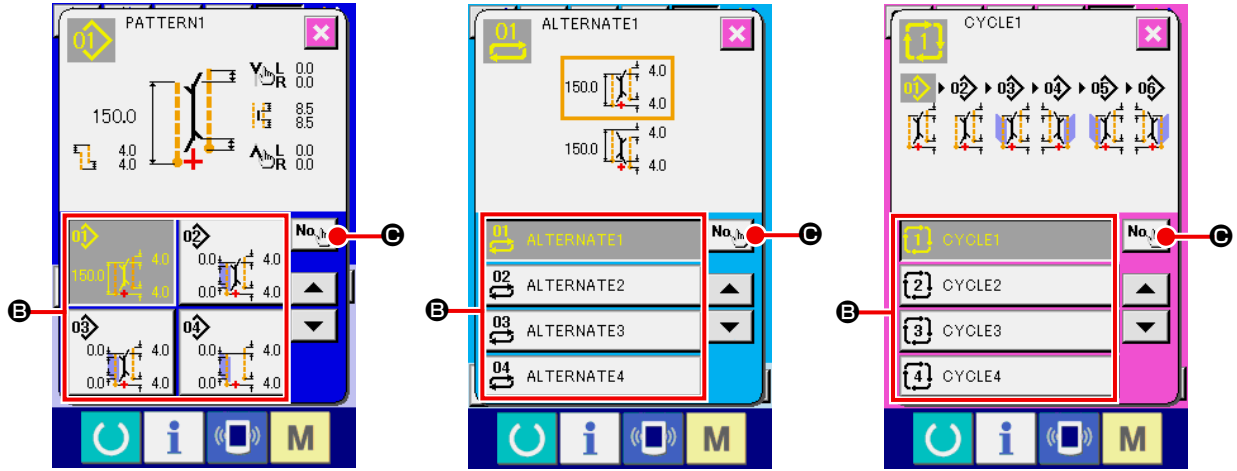 01 PATTERN1
L 0.0
R 0.0
150.0
8.5
8.5
4.0
4.0
L 0.0
R 0.0
01
150.0
4.0
4.0
02
0.0
4.0
0.0
4.0
No.
C
B
03
0.0
4.0
0.0
4.0
04
0.0
4.0
0.0
4.0
i
M
01 ALTERNATE1
150.0
4.0
4.0
150.0
4.0
4.0
01 ALTERNATE1
No.
C
02 ALTERNATE2
B
03 ALTERNATE3
04 ALTERNATE4
i
M
1 CYCLE1
01 02 03 04 05 06
1 CYCLE1
No.
C
2 CYCLE2
B
3 CYCLE3
4 CYCLE4
i
M